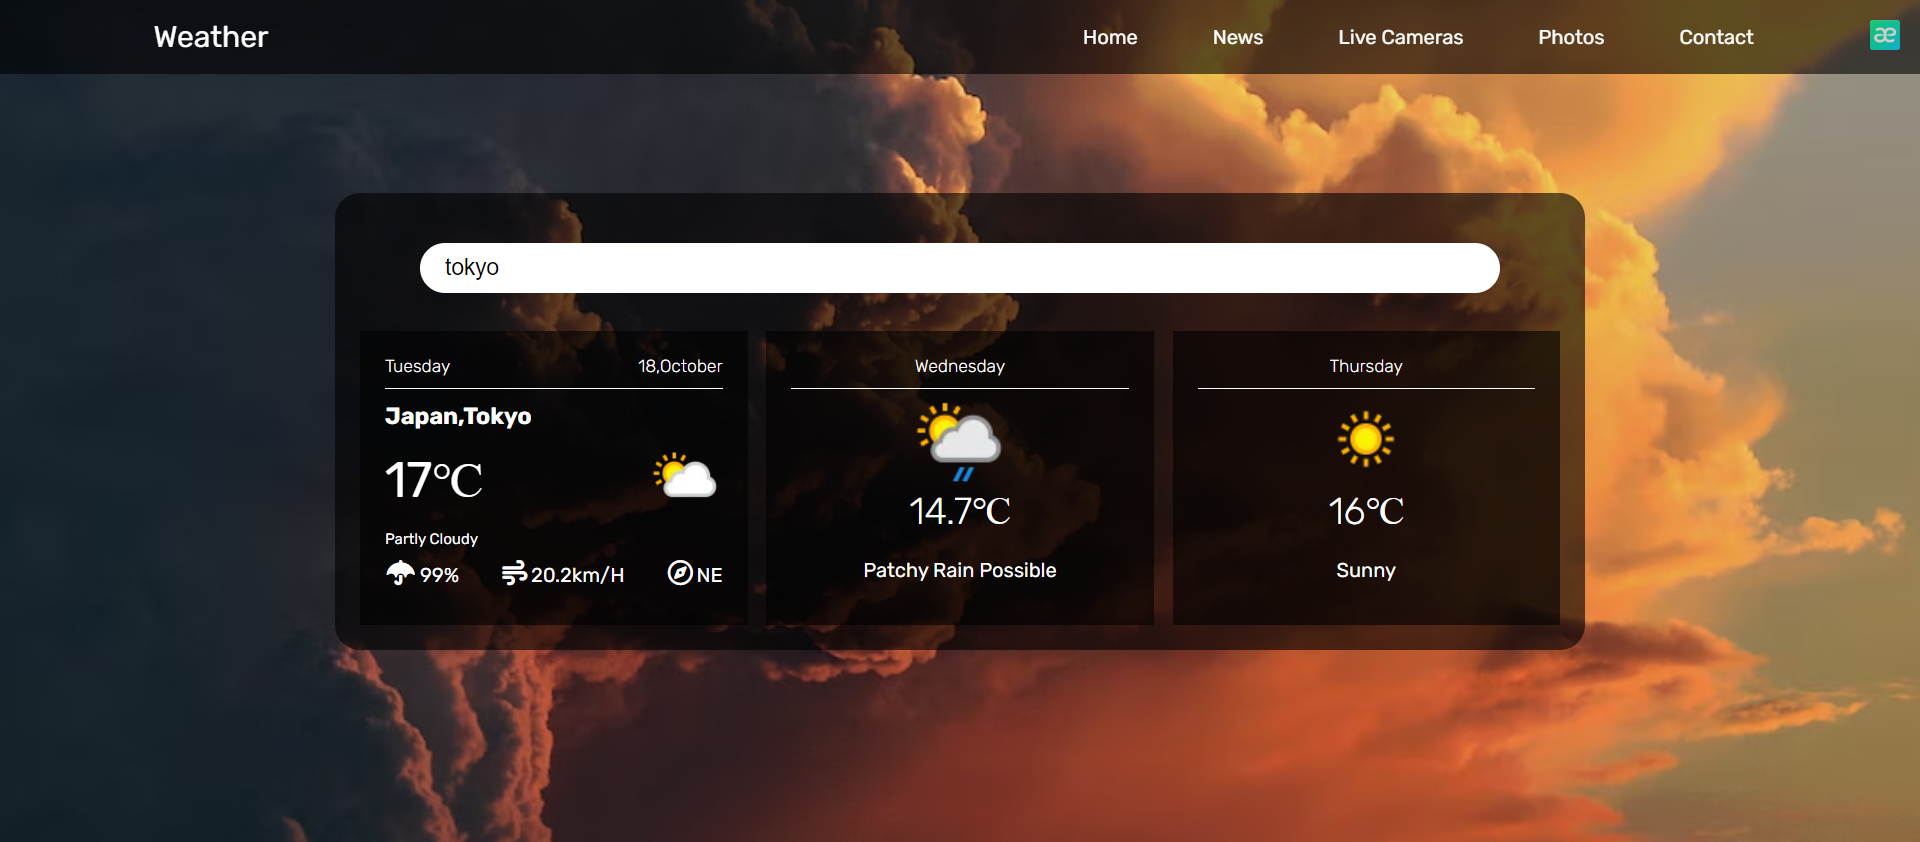 Weather
Home
News
Live Cameras
Photos
Contact
æ
tokyo
Tuesday
18,October
Japan,Tokyo
17°C
Partly Cloudy
99%
20.2km/H
NE
Wednesday
14.7°C
Patchy Rain Possible
Thursday
16°C
Sunny